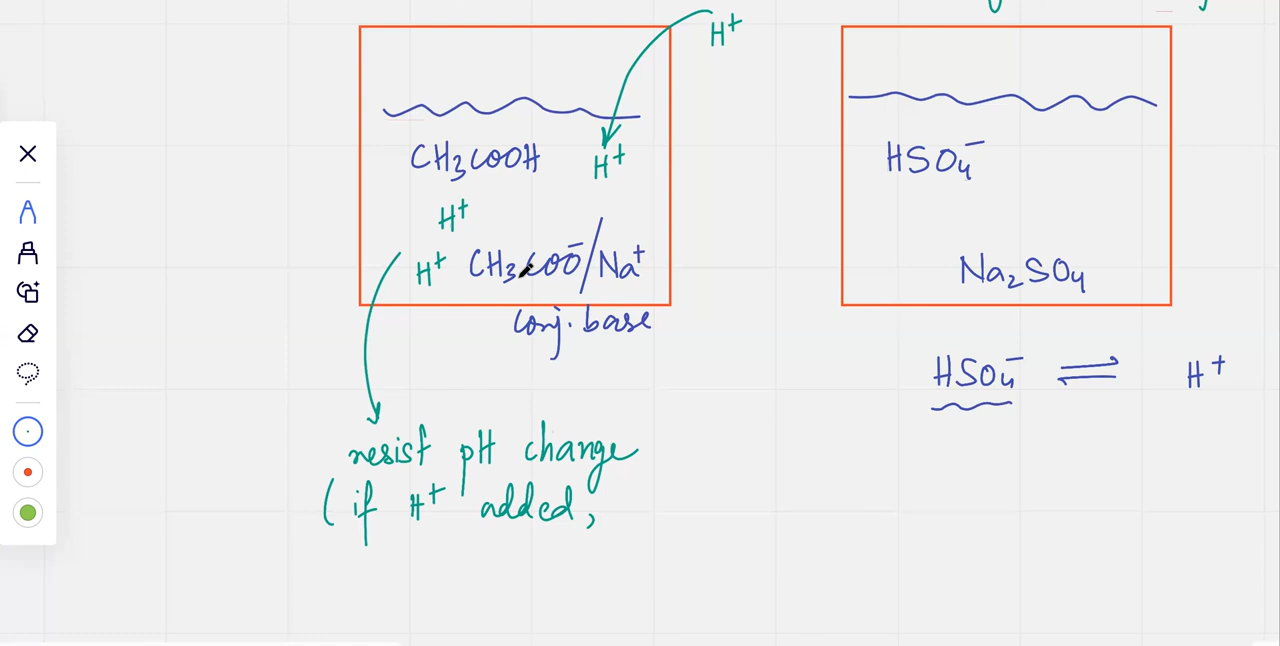 H⁺
CH₃COOH H⁺
H⁺
H⁺ CH₃COO⁻/Na⁺
conj. base
resist pH change
(if H⁺ added,
HSO₄⁻
Na₂SO₄
HSO₄⁻ ⇌ H⁺